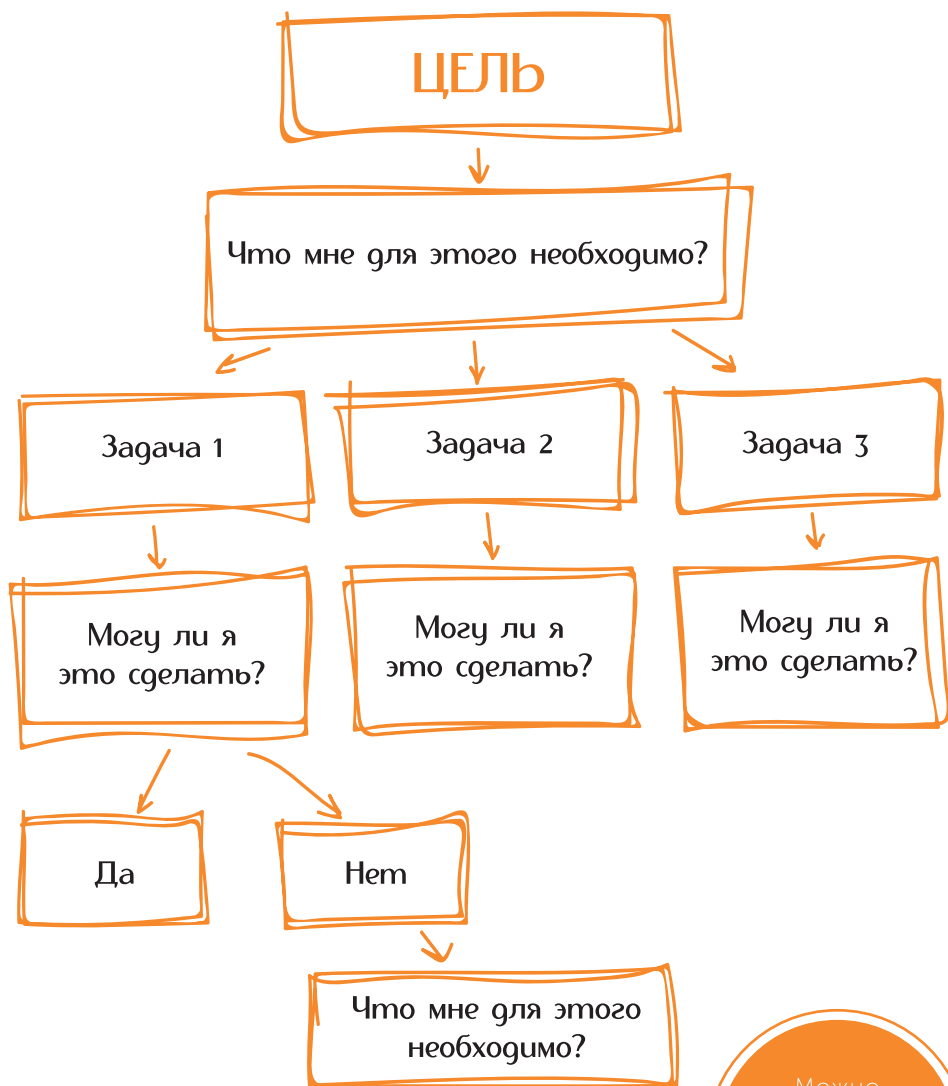 ЦЕЛЬ
Что мне для этого необходимо?
Задача 1
Задача 2
Задача 3
Могу ли я
это сделать?
Могу ли я
это сделать?
Могу ли я
это сделать?
Да
Нет
Что мне для этого
необходимо?
Можно